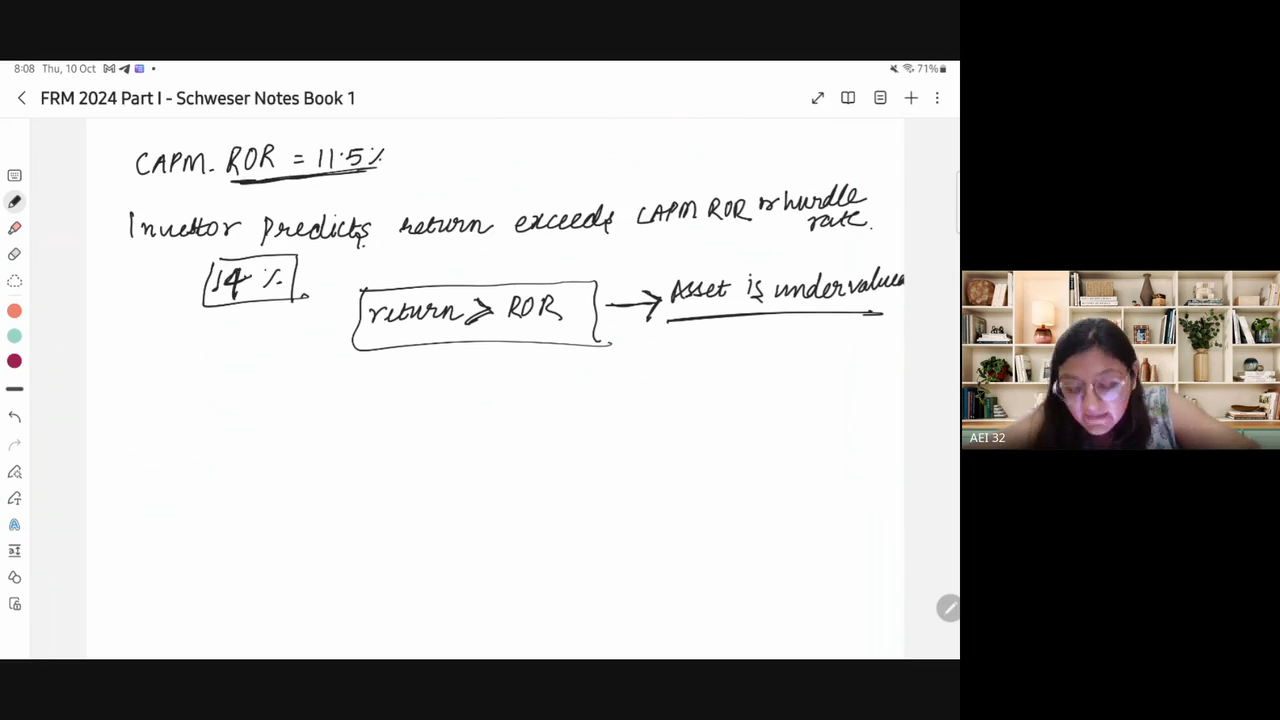 8:08 Thu, 10 Oct 71%
FRM 2024 Part I - Schweser Notes Book 1
CAPM. ROR = 11.5%
Investor predicts return exceeds CAPM ROR or hurdle rate.
14 %.
return > ROR → Asset is undervalued
AEI 32